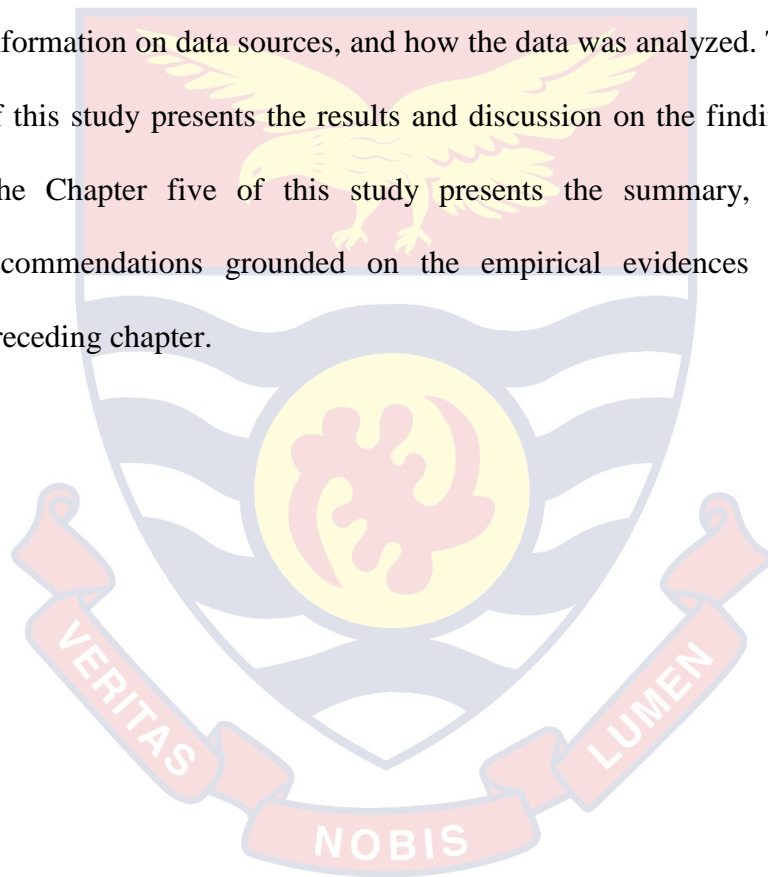 formation on data sources, and how the data was analyzed. T
f this study presents the results and discussion on the findi
he Chapter five of this study presents the summary,
commendations grounded on the empirical evidences
receding chapter.
VERITAS
NOBIS
LUMEN